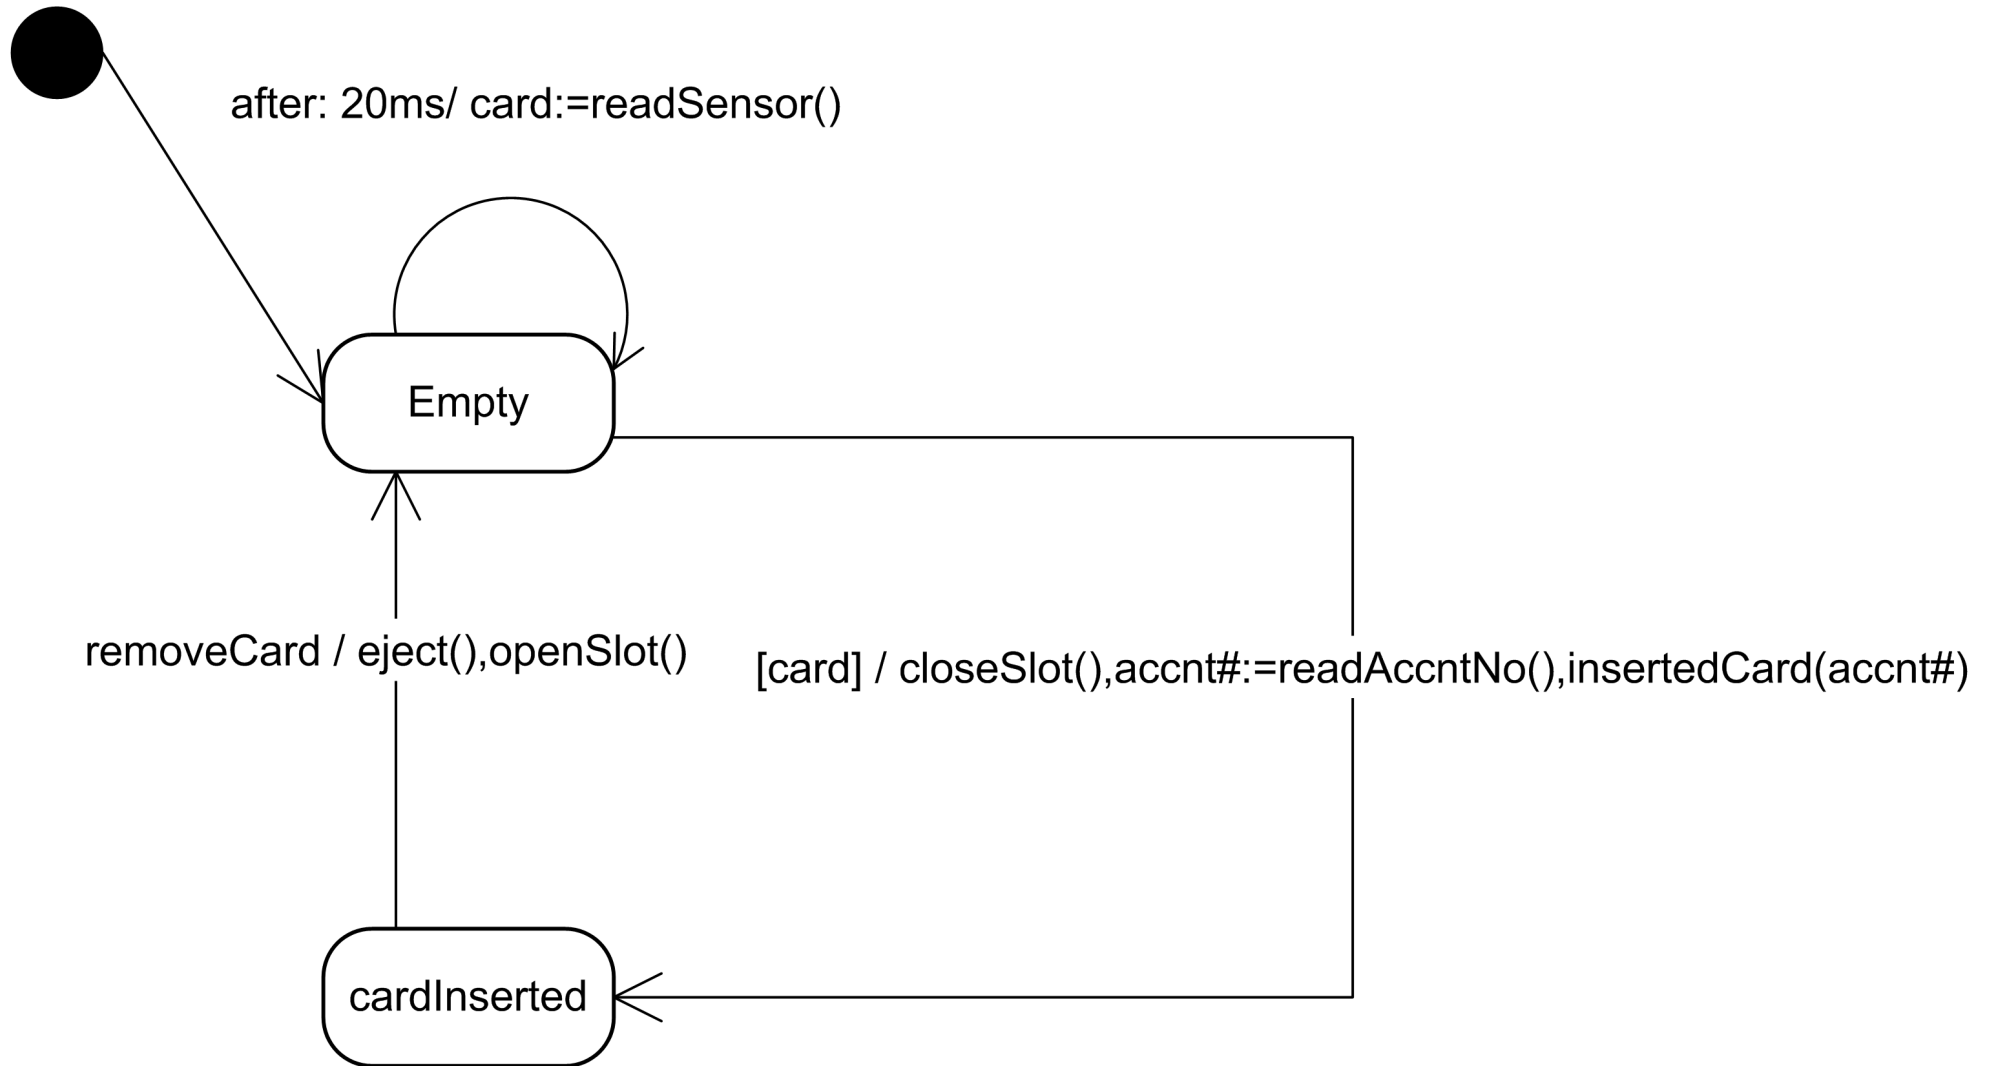 after: 20ms/ card:=readSensor()
Empty
removeCard / eject(),openSlot()
[card] / closeSlot(),accnt#:=readAccntNo(),insertedCard(accnt#)
cardInserted